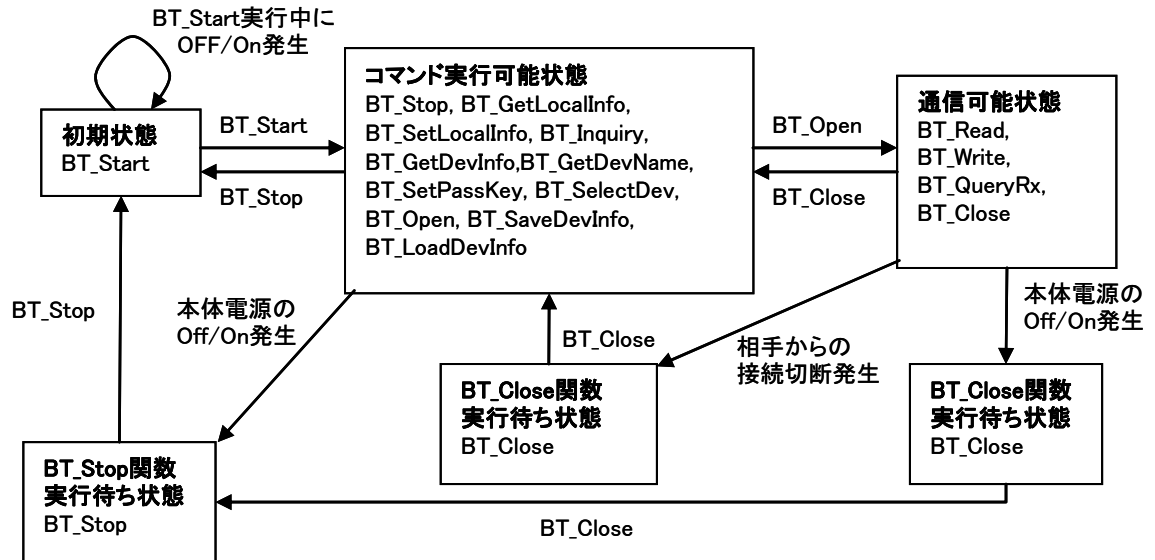 BT_Start実行中に
OFF/On発生
初期状態
BT_Start
BT_Start
BT_Stop
コマンド実行可能状態
BT_Stop, BT_GetLocalInfo,
BT_SetLocalInfo, BT_Inquiry,
BT_GetDevInfo,BT_GetDevName,
BT_SetPassKey, BT_SelectDev,
BT_Open, BT_SaveDevInfo,
BT_LoadDevInfo
BT_Open
BT_Close
通信可能状態
BT_Read,
BT_Write,
BT_QueryRx,
BT_Close
BT_Stop
本体電源の
Off/On発生
BT_Close
相手からの
接続切断発生
本体電源の
Off/On発生
BT_Close関数
実行待ち状態
BT_Close
BT_Close関数
実行待ち状態
BT_Close
BT_Stop関数
実行待ち状態
BT_Stop
BT_Close